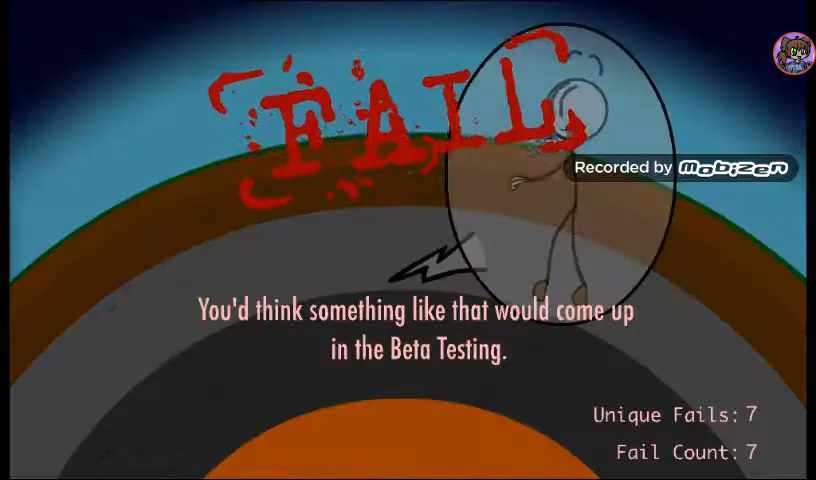 FAIL
Recorded by mobizen
You'd think something like that would come up
in the Beta Testing.
Unique Fails: 7
Fail Count: 7